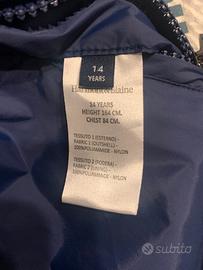 14
YEARS
Harmont&Blaine
14 YEARS
HEIGHT 164 CM.
CHEST 84 CM.
TESSUTO 1 (ESTERNO) -
FABRIC 1 (OUTSHELL) -
100%POLIAMMIDE - NYLON
TESSUTO 2 (FODERA) -
FABRIC 2 (LINING) -
100%POLIAMMIDE - NYLON
subito